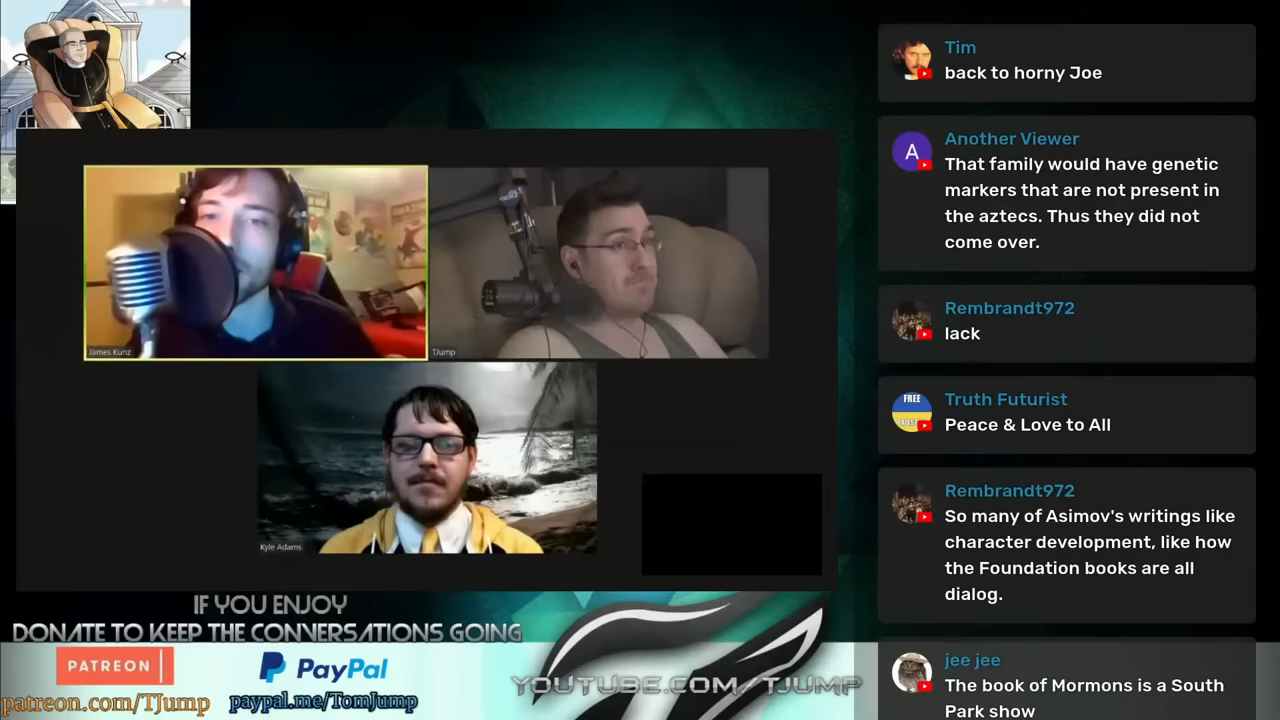 James Kunz
TJump
Kyle Adams
IF YOU ENJOY
DONATE TO KEEP THE CONVERSATIONS GOING
PATREON
PayPal
patreon.com/TJump
paypal.me/TomJump
YOUTUBE.COM/TJUMP
Tim
back to horny Joe
A
Another Viewer
That family would have genetic
markers that are not present in
the aztecs. Thus they did not
come over.
Rembrandt972
lack
FREE
Truth Futurist
Peace & Love to All
Rembrandt972
So many of Asimov's writings like
character development, like how
the Foundation books are all
dialog.
jee jee
The book of Mormons is a South
Park show